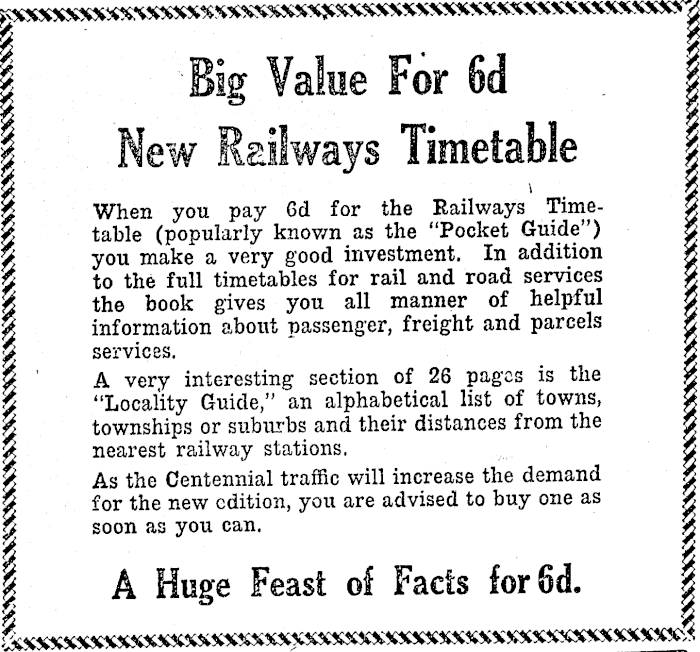 Big Value For 6d
New Railways Timetable
When you pay 6d for the Railways Time-
table (popularly known as the "Pocket Guide")
you make a very good investment. In addition
to the full timetables for rail and road services
the book gives you all manner of helpful
information about passenger, freight and parcels
services.
A very interesting section of 26 pages is the
"Locality Guide," an alphabetical list of towns,
townships or suburbs and their distances from the
nearest railway stations.
As the Centennial traffic will increase the demand
for the new edition, you are advised to buy one as
soon as you can.
A Huge Feast of Facts for 6d.